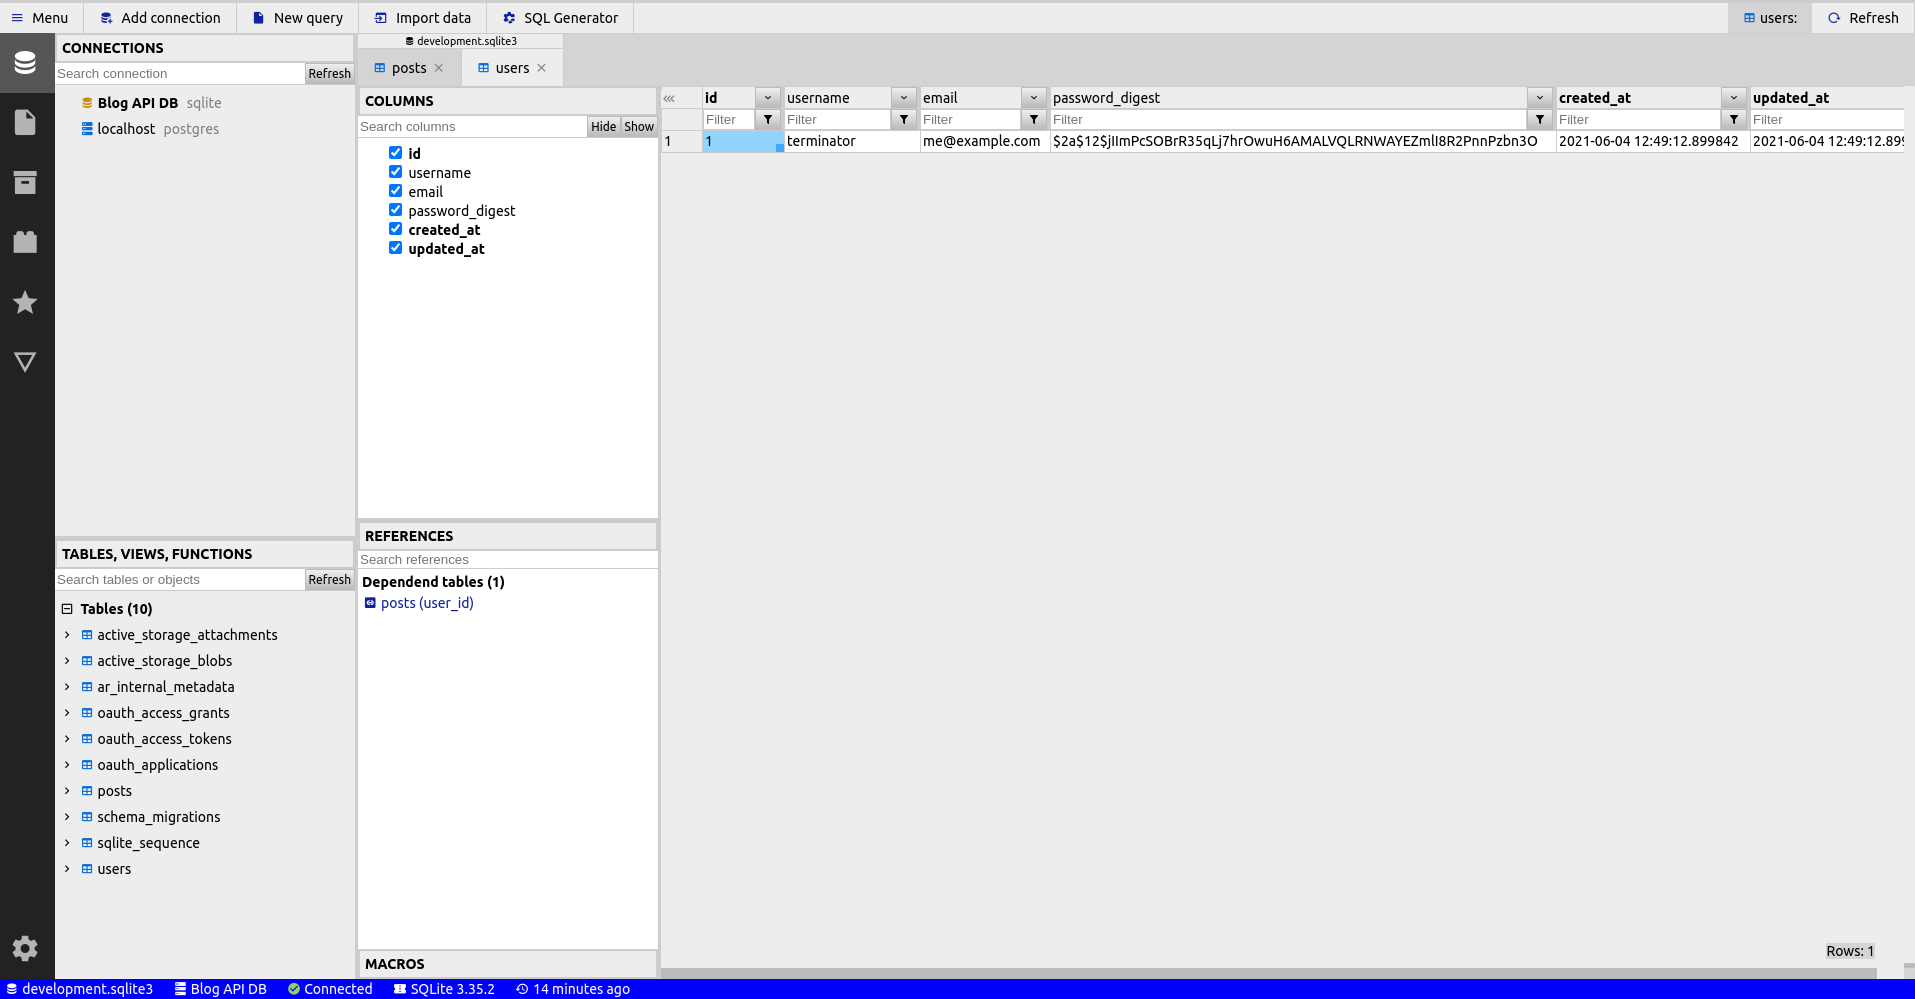 Menu Add connection New query Import data SQL Generator users: Refresh
CONNECTIONS
Search connection Refresh
Blog API DB sqlite
localhost postgres
TABLES, VIEWS, FUNCTIONS
Search tables or objects Refresh
Tables (10)
active_storage_attachments
active_storage_blobs
ar_internal_metadata
oauth_access_grants
oauth_access_tokens
oauth_applications
posts
schema_migrations
sqlite_sequence
users
development.sqlite3
posts users
COLUMNS
Search columns Hide Show
id
username
email
password_digest
created_at
updated_at
REFERENCES
Search references
Dependend tables (1)
posts (user_id)
MACROS
id username email password_digest created_at updated_at
Filter Filter Filter Filter Filter Filter
1 1 terminator me@example.com $2a$12$jIImPcSOBrR35qLj7hrOwuH6AMALVQLRNWAYEZmlI8R2PnnPzbn3O 2021-06-04 12:49:12.899842 2021-06-04 12:49:12.899
Rows: 1
development.sqlite3 Blog API DB Connected SQLite 3.35.2 14 minutes ago